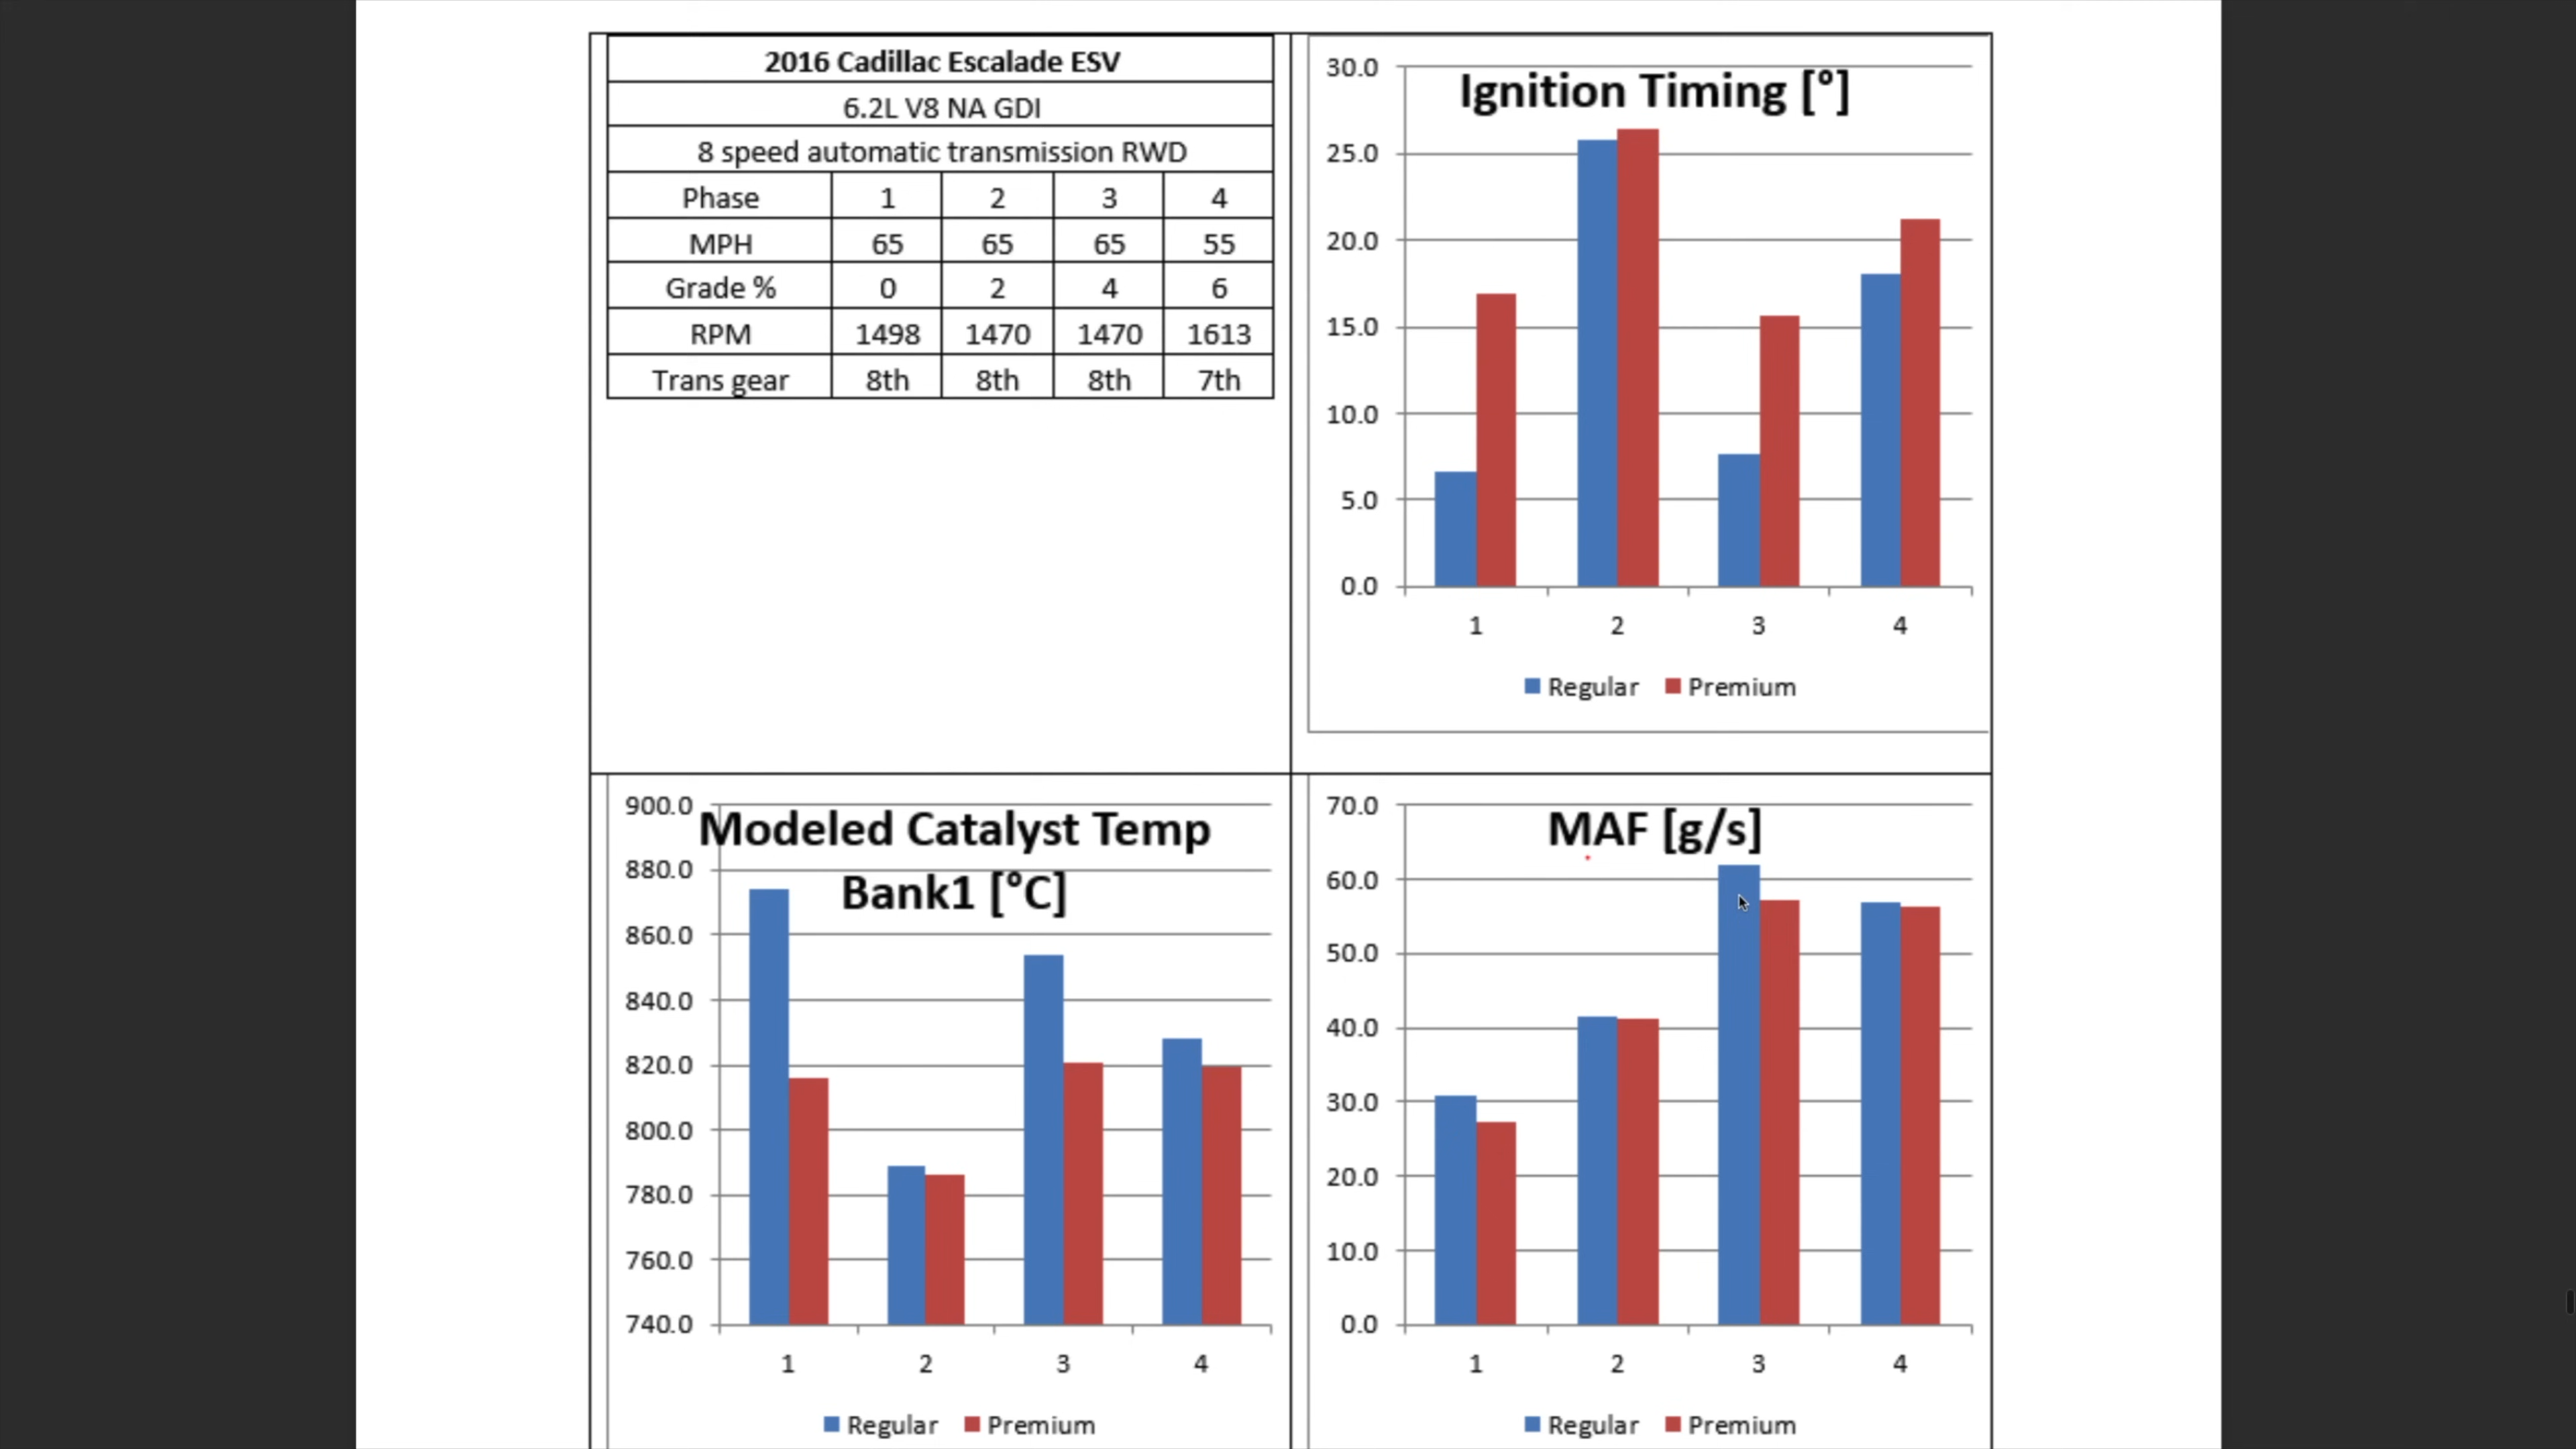 2016 Cadillac Escalade ESV
6.2L V8 NA GDI
8 speed automatic transmission RWD
Phase 1 2 3 4
MPH 65 65 65 55
Grade % 0 2 4 6
RPM 1498 1470 1470 1613
Trans gear 8th 8th 8th 7th
Ignition Timing [°]
30.0
25.0
20.0
15.0
10.0
5.0
0.0
1 2 3 4
Regular Premium
Modeled Catalyst Temp
Bank1 [°C]
900.0
880.0
860.0
840.0
820.0
800.0
780.0
760.0
740.0
1 2 3 4
Regular Premium
MAF [g/s]
70.0
60.0
50.0
40.0
30.0
20.0
10.0
0.0
1 2 3 4
Regular Premium